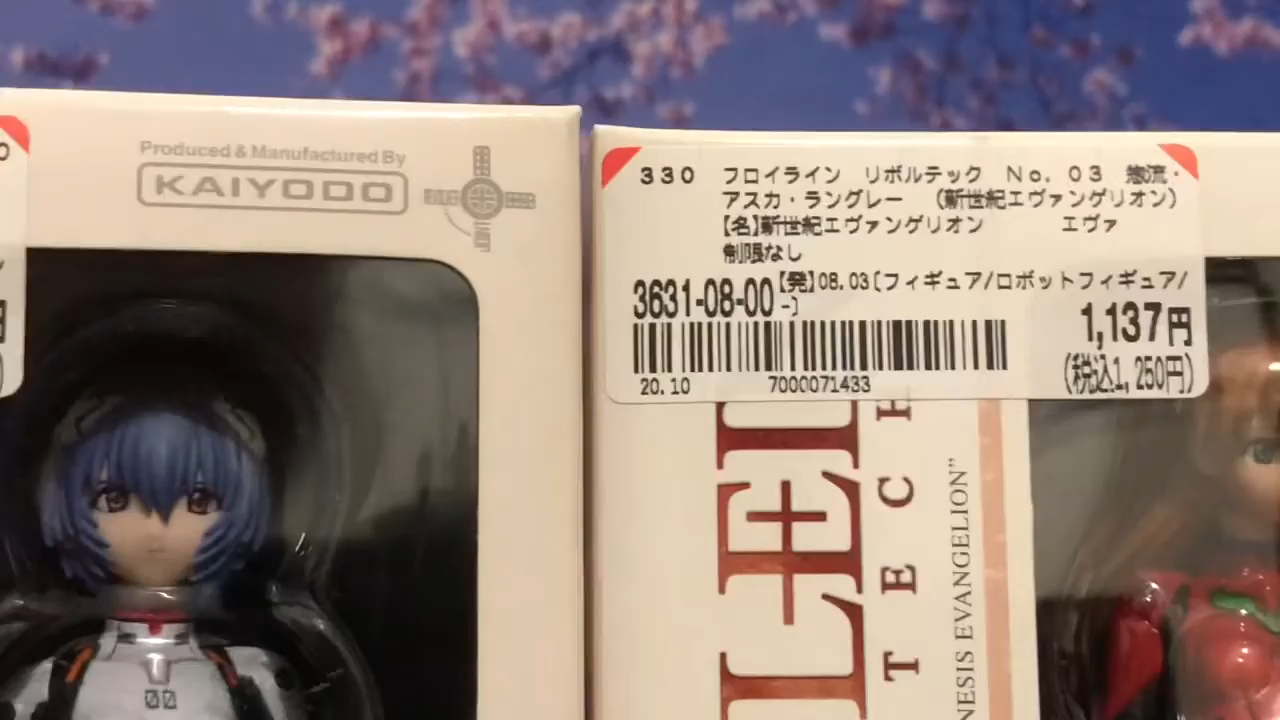 Produced & Manufactured By
KAIYODO
00
330 フロイライン リボルテック No. 03 惣流・
アスカ・ラングレー (新世紀エヴァンゲリオン)
【名】新世紀エヴァンゲリオン エヴァ
制限なし
3631-08-00 【発】08.03〔フィギュア/ロボットフィギュア/
-〕
1,137円
(税込1,250円)
20.10 7000071433
TECH
NESIS EVANGELION”